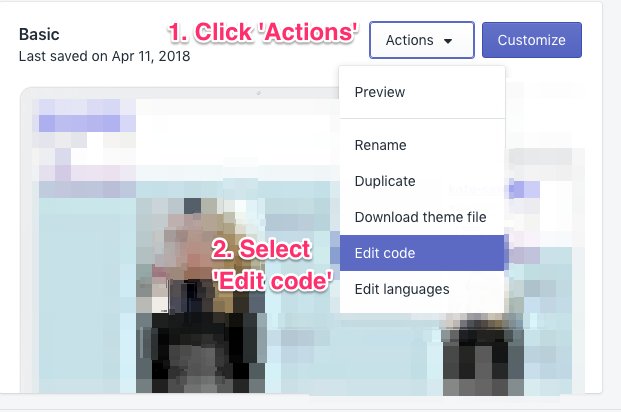 Basic
Last saved on Apr 11, 2018
1. Click 'Actions'
Actions
Customize
Preview
Rename
Duplicate
Download theme file
Edit code
Edit languages
2. Select
'Edit code'